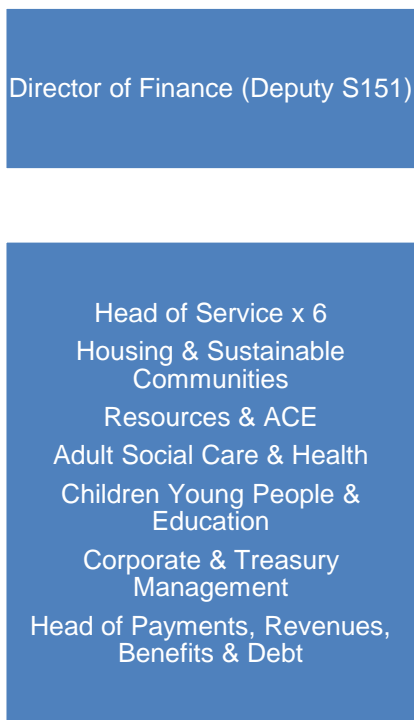 Director of Finance (Deputy S151)
Head of Service x 6
Housing & Sustainable
Communities
Resources & ACE
Adult Social Care & Health
Children Young People &
Education
Corporate & Treasury
Management
Head of Payments, Revenues,
Benefits & Debt